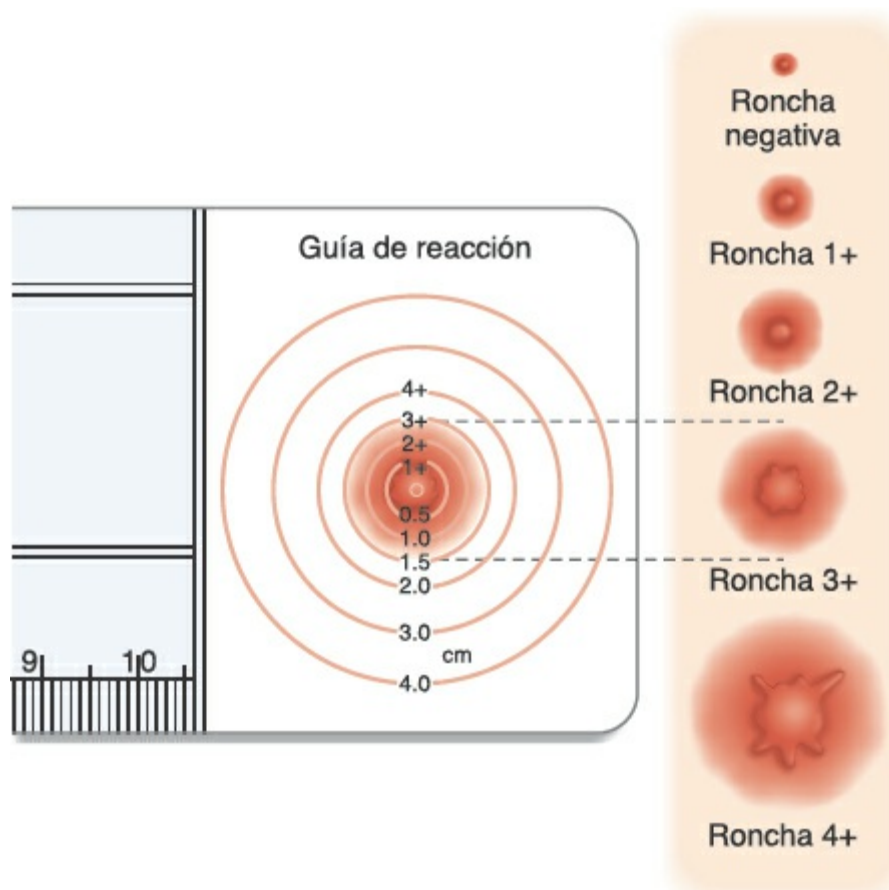 Guía de reacción
4+
3+
2+
1+
0.5
1.0
1.5
2.0
3.0
cm
4.0
9 10
Roncha
negativa
Roncha 1+
Roncha 2+
Roncha 3+
Roncha 4+